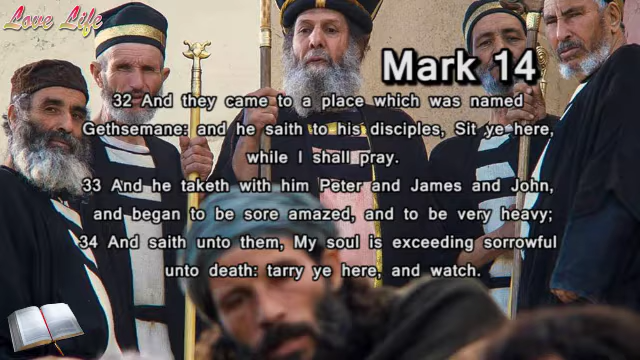 Love Life
Mark 14
32 And they came to a place which was named
Gethsemane: and he saith to his disciples, Sit ye here,
while I shall pray.
33 And he taketh with him Peter and James and John,
and began to be sore amazed, and to be very heavy;
34 And saith unto them, My soul is exceeding sorrowful
unto death: tarry ye here, and watch.